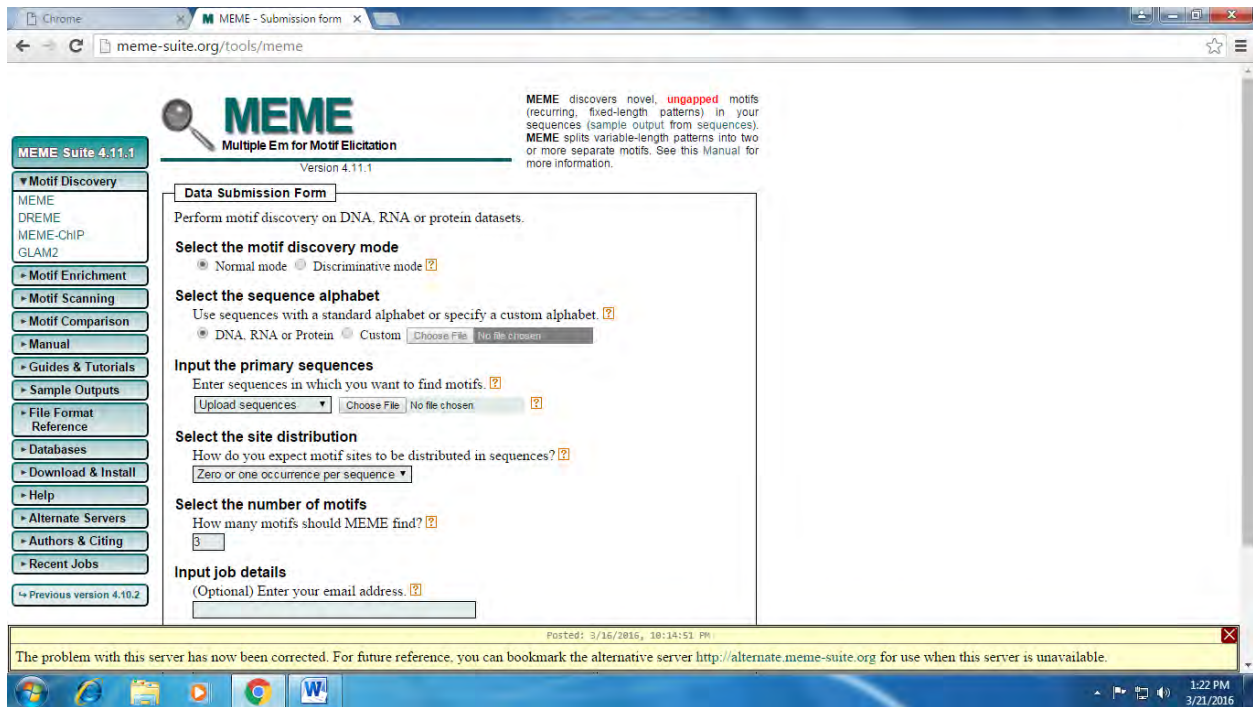 Chrome
MEME - Submission form
meme-suite.org/tools/meme
MEME
Multiple Em for Motif Elicitation
Version 4.11.1
MEME discovers novel, ungapped motifs
(recurring, fixed-length patterns) in your
sequences (sample output from sequences).
MEME splits variable-length patterns into two
or more separate motifs. See this Manual for
more information.
MEME Suite 4.11.1
▼Motif Discovery
MEME
DREME
MEME-ChIP
GLAM2
Motif Enrichment
Motif Scanning
Motif Comparison
Manual
Guides & Tutorials
Sample Outputs
File Format
Reference
Databases
Download & Install
Help
Alternate Servers
Authors & Citing
Recent Jobs
Previous version 4.10.2
Data Submission Form
Perform motif discovery on DNA, RNA or protein datasets.
Select the motif discovery mode
Normal mode Discriminative mode ?
Select the sequence alphabet
Use sequences with a standard alphabet or specify a custom alphabet. ?
DNA, RNA or Protein Custom Choose File No file chosen
Input the primary sequences
Enter sequences in which you want to find motifs. ?
Upload sequences Choose File No file chosen ?
Select the site distribution
How do you expect motif sites to be distributed in sequences? ?
Zero or one occurrence per sequence
Select the number of motifs
How many motifs should MEME find? ?
3
Input job details
(Optional) Enter your email address. ?
Posted: 3/16/2016, 10:14:51 PM
The problem with this server has now been corrected. For future reference, you can bookmark the alternative server http://alternate.meme-suite.org for use when this server is unavailable.
1:22 PM
3/21/2016